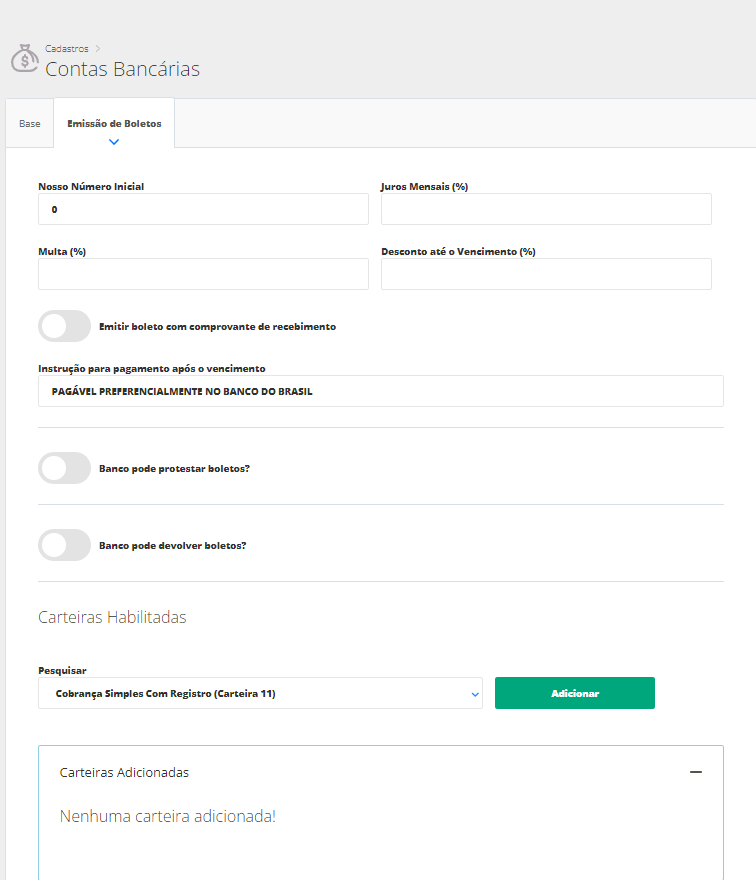 Cadastros
Contas Bancárias
Base
Emissão de Boletos
Nosso Número Inicial
Juros Mensais (%)
0
Multa (%)
Desconto até o Vencimento (%)
Emitir boleto com comprovante de recebimento
Instrução para pagamento após o vencimento
PAGÁVEL PREFERENCIALMENTE NO BANCO DO BRASIL
Banco pode protestar boletos?
Banco pode devolver boletos?
Carteiras Habilitadas
Pesquisar
Cobrança Simples Com Registro (Carteira 11)
Adicionar
Carteiras Adicionadas
Nenhuma carteira adicionada!